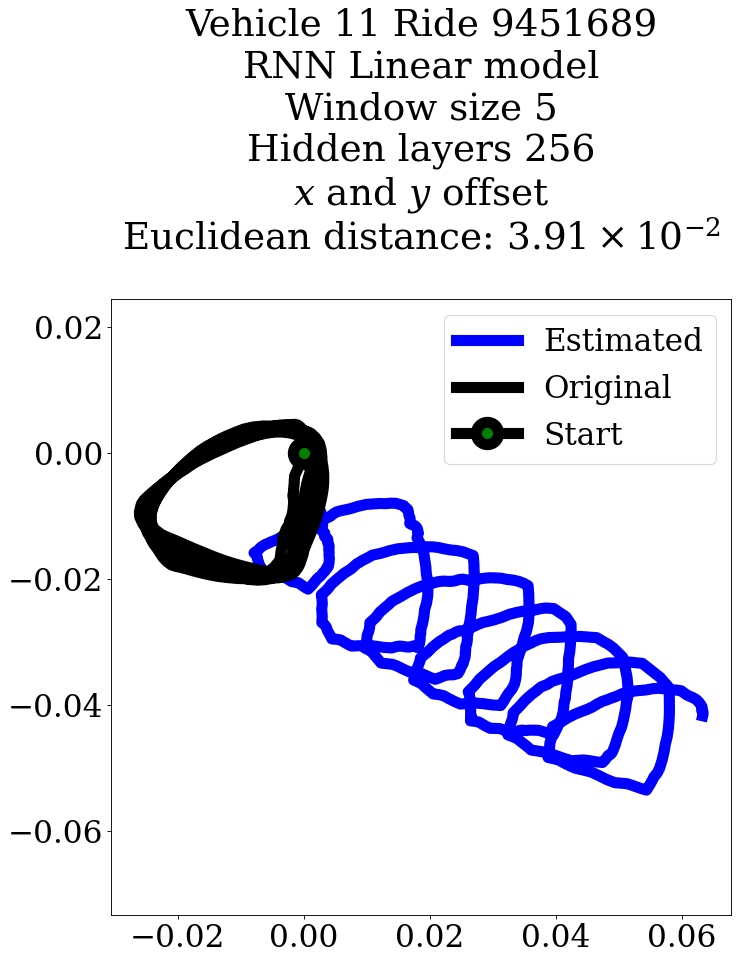 Vehicle 11 Ride 9451689
RNN Linear model
Window size 5
Hidden layers 256
x and y offset
Euclidean distance: 3.91 × 10⁻²
Estimated
Original
Start
0.02
0.00
−0.02
−0.04
−0.06
−0.02 0.00 0.02 0.04 0.06